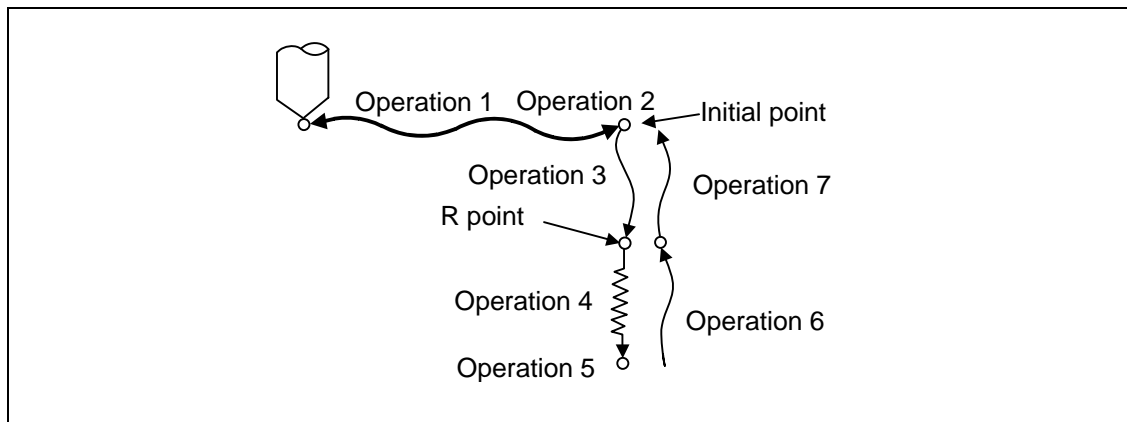 Operation 1
Operation 2
Initial point
Operation 3
Operation 7
R point
Operation 4
Operation 6
Operation 5